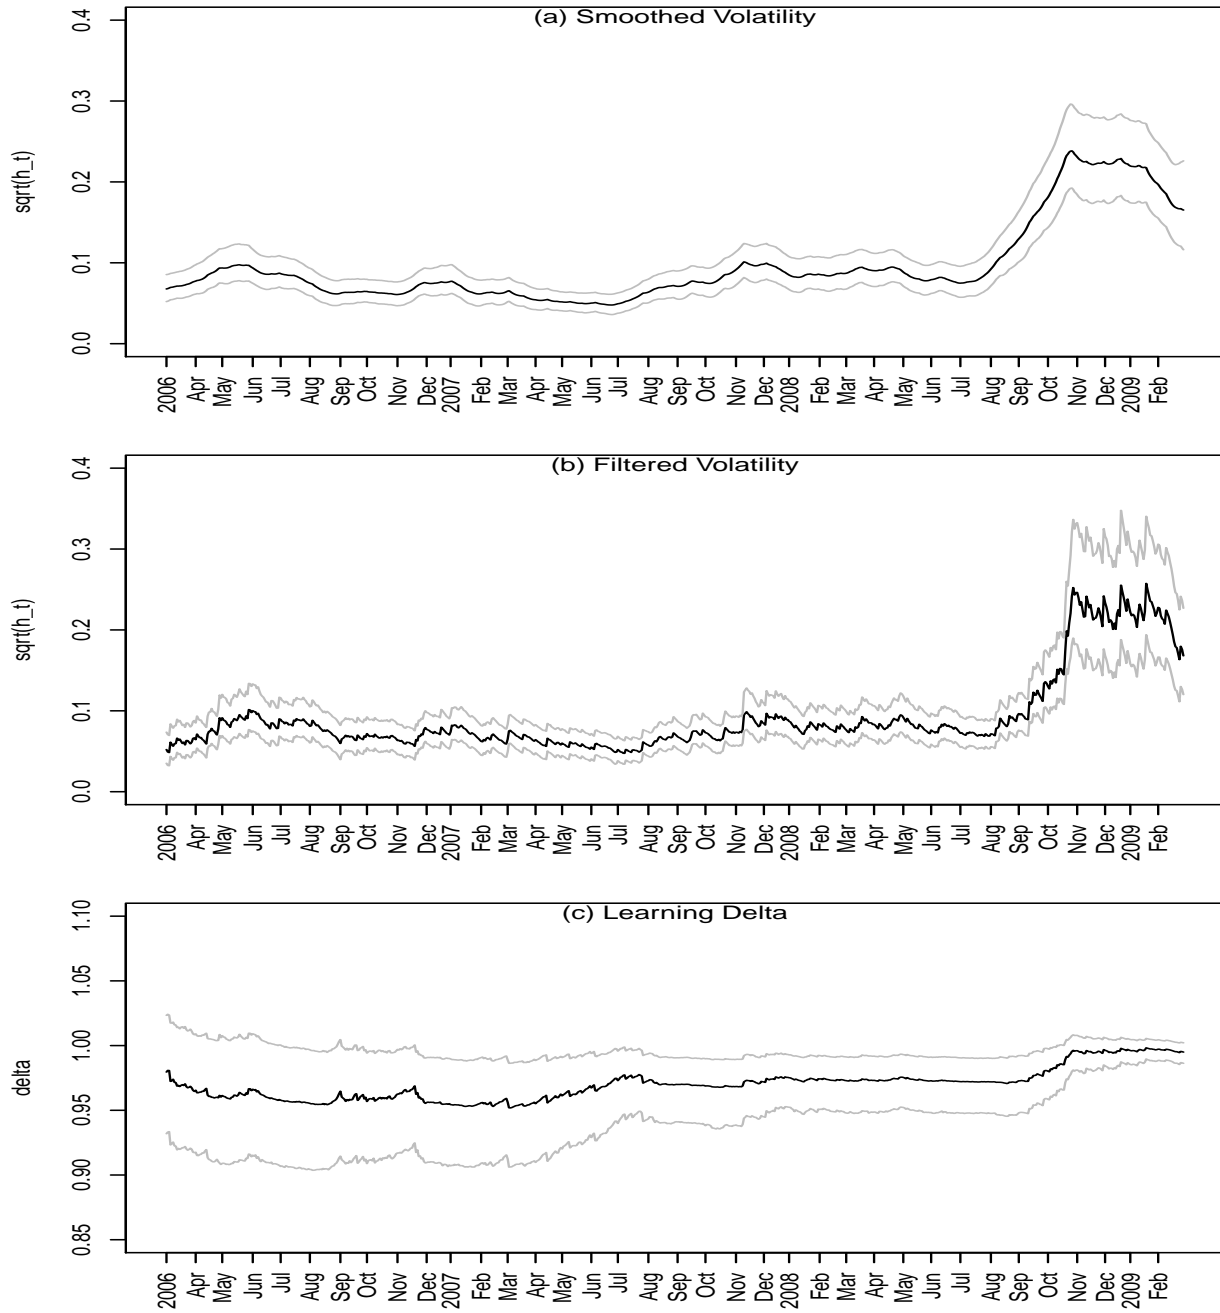 (a) Smoothed Volatility
sqrt(h_t)
0.0 0.1 0.2 0.3 0.4
2006 Apr May Jun Jul Aug Sep Oct Nov Dec 2007 Feb Mar Apr May Jun Jul Aug Sep Oct Nov Dec 2008 Mar Apr May Jun Jul Aug Sep Oct Nov Dec 2009 Feb
(b) Filtered Volatility
sqrt(h_t)
0.0 0.1 0.2 0.3 0.4
2006 Apr May Jun Jul Aug Sep Oct Nov Dec 2007 Feb Mar Apr May Jun Jul Aug Sep Oct Nov Dec 2008 Mar Apr May Jun Jul Aug Sep Oct Nov Dec 2009 Feb
(c) Learning Delta
delta
0.85 0.90 0.95 1.00 1.05 1.10
2006 Apr May Jun Jul Aug Sep Oct Nov Dec 2007 Feb Mar Apr May Jun Jul Aug Sep Oct Nov Dec 2008 Mar Apr May Jun Jul Aug Sep Oct Nov Dec 2009 Feb